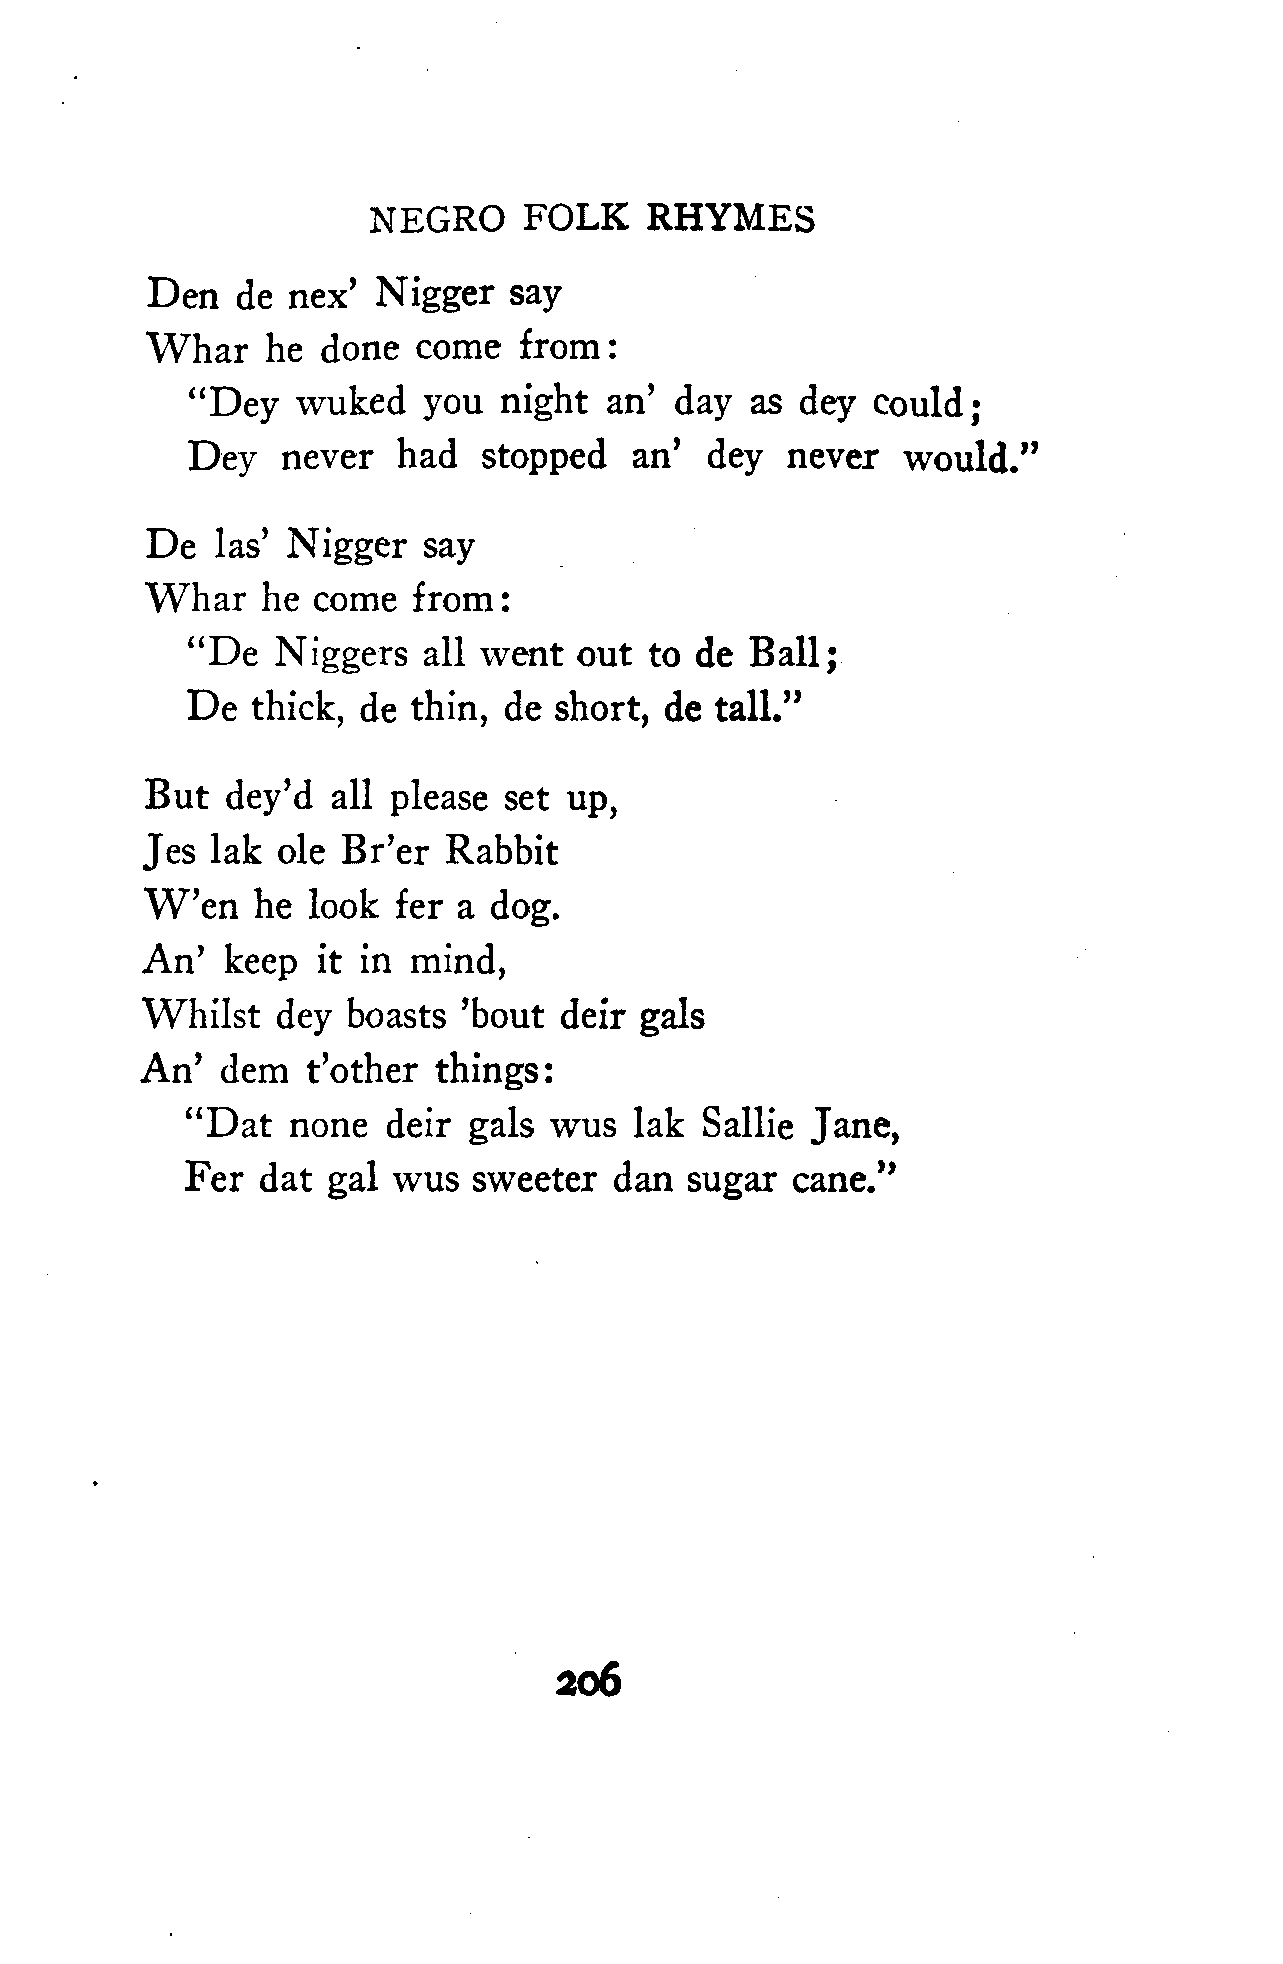 NEGRO FOLK RHYMES
Den de nex' Nigger say
Whar he done come from:
"Dey wuked you night an' day as dey could;
Dey never had stopped an' dey never would."
De las' Nigger say
Whar he come from:
"De Niggers all went out to de Ball;
De thick, de thin, de short, de tall."
But dey'd all please set up,
Jes lak ole Br'er Rabbit
W'en he look fer a dog.
An' keep it in mind,
Whilst dey boasts 'bout deir gals
An' dem t'other things:
"Dat none deir gals wus lak Sallie Jane,
Fer dat gal wus sweeter dan sugar cane."
206